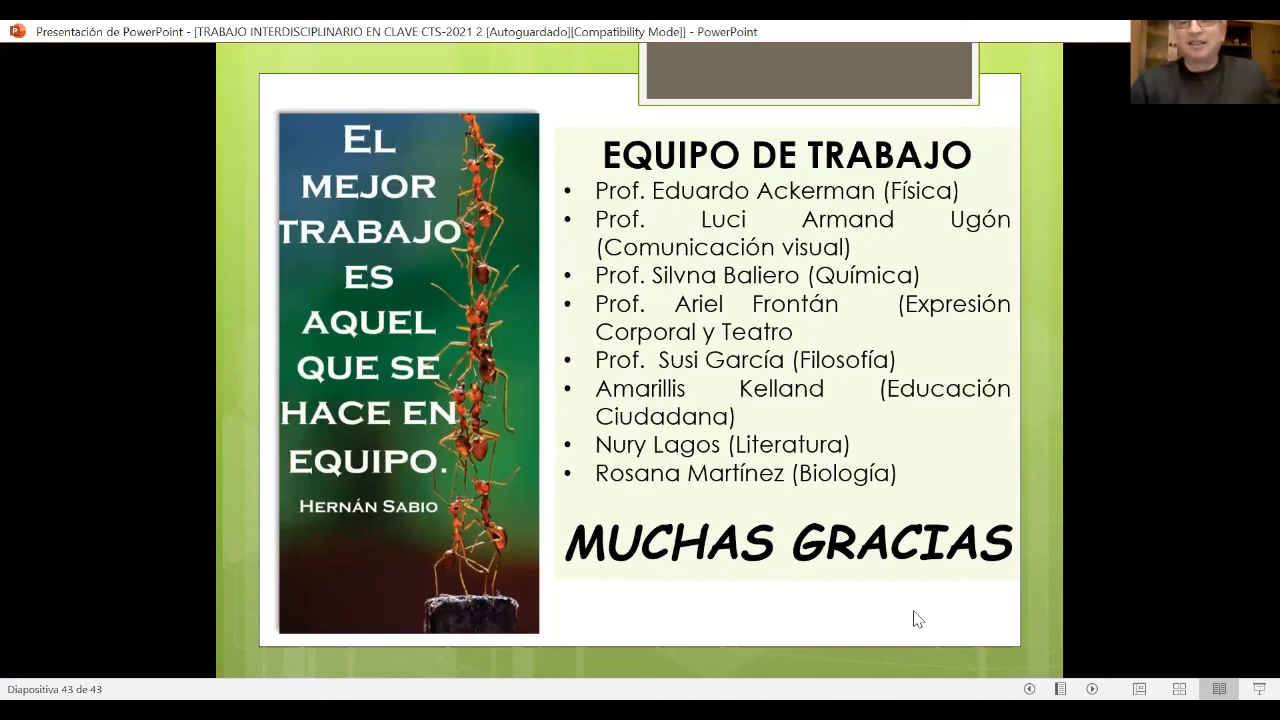 Presentación de PowerPoint - [TRABAJO INTERDISCIPLINARIO EN CLAVE CTS-2021 2 [Autoguardado][Compatibility Mode]] - PowerPoint
EL
MEJOR
TRABAJO
ES
AQUEL
QUE SE
HACE EN
EQUIPO.
HERNÁN SABIO
EQUIPO DE TRABAJO
• Prof. Eduardo Ackerman (Física)
• Prof. Luci Armand Ugón
(Comunicación visual)
• Prof. Silvna Baliero (Química)
• Prof. Ariel Frontán (Expresión
Corporal y Teatro
• Prof. Susi García (Filosofía)
• Amarillis Kelland (Educación
Ciudadana)
• Nury Lagos (Literatura)
• Rosana Martínez (Biología)
MUCHAS GRACIAS
Diapositiva 43 de 43